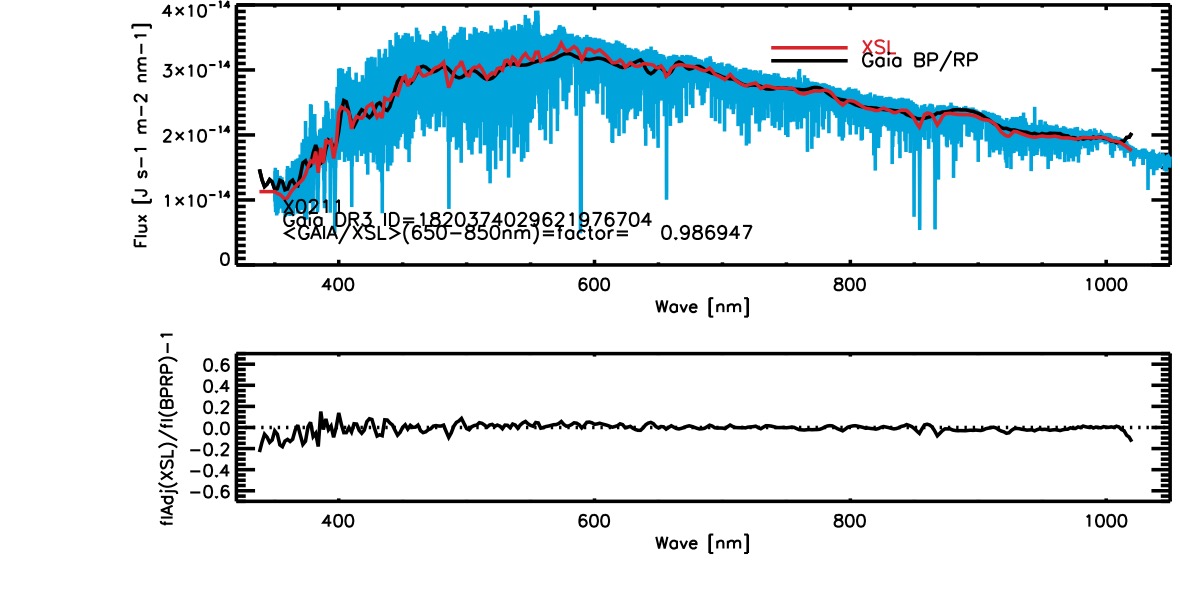 4×10−14
3×10−14
2×10−14
1×10−14
0
Flux [J s−1 m−2 nm−1]
XSL
Gaia BP/RP
X0211
Gaia DR3 ID=1820374029621976704
<GAIA/XSL>(650−850nm)=factor= 0.986947
400 600 800 1000
Wave [nm]
flAdj(XSL)/fl(BPRP)−1
0.6
0.4
0.2
0.0
−0.2
−0.4
−0.6
400 600 800 1000
Wave [nm]